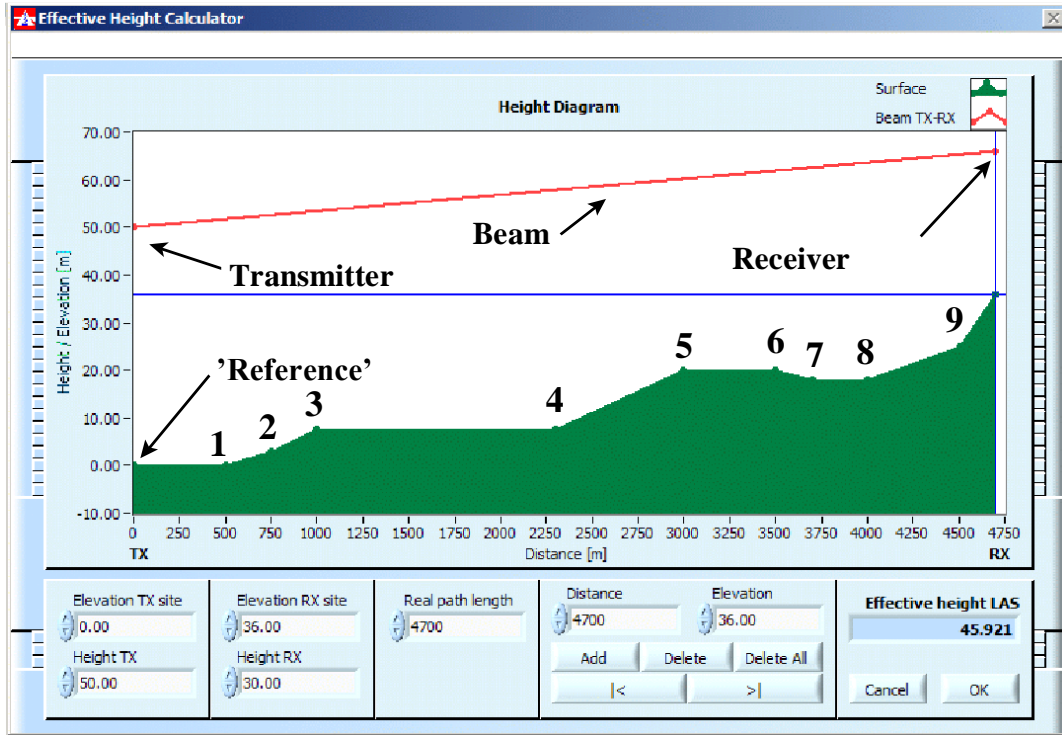 Effective Height Calculator
Height Diagram
Surface
Beam TX-RX
Height / Elevation [m]
70.00
60.00
50.00
40.00
30.00
20.00
10.00
0.00
-10.00
Transmitter
Beam
Receiver
’Reference’
1 2 3 4 5 6 7 8 9
0 250 500 750 1000 1250 1500 1750 2000 2250 2500 2750 3000 3250 3500 3750 4000 4250 4500 4750
TX Distance [m] RX
Elevation TX site
0.00
Height TX
50.00
Elevation RX site
36.00
Height RX
30.00
Real path length
4700
Distance
4700
Elevation
36.00
Add Delete Delete All
|< >|
Effective height LAS
45.921
Cancel OK